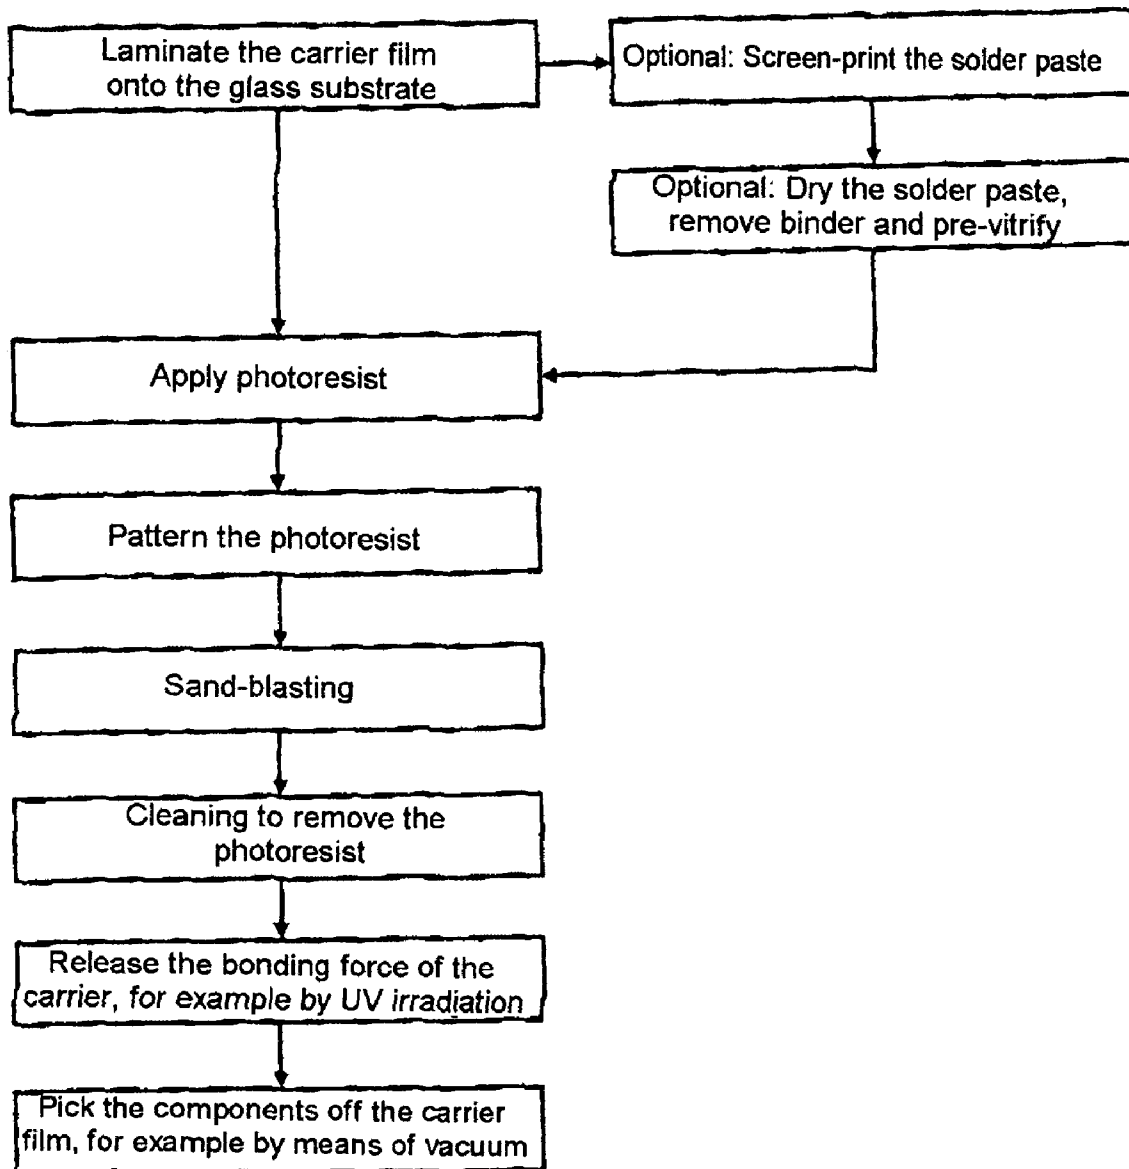 Laminate the carrier film
onto the glass substrate
Optional: Screen-print the solder paste
Optional: Dry the solder paste,
remove binder and pre-vitrify
Apply photoresist
Pattern the photoresist
Sand-blasting
Cleaning to remove the
photoresist
Release the bonding force of the
carrier, for example by UV irradiation
Pick the components off the carrier
film, for example by means of vacuum